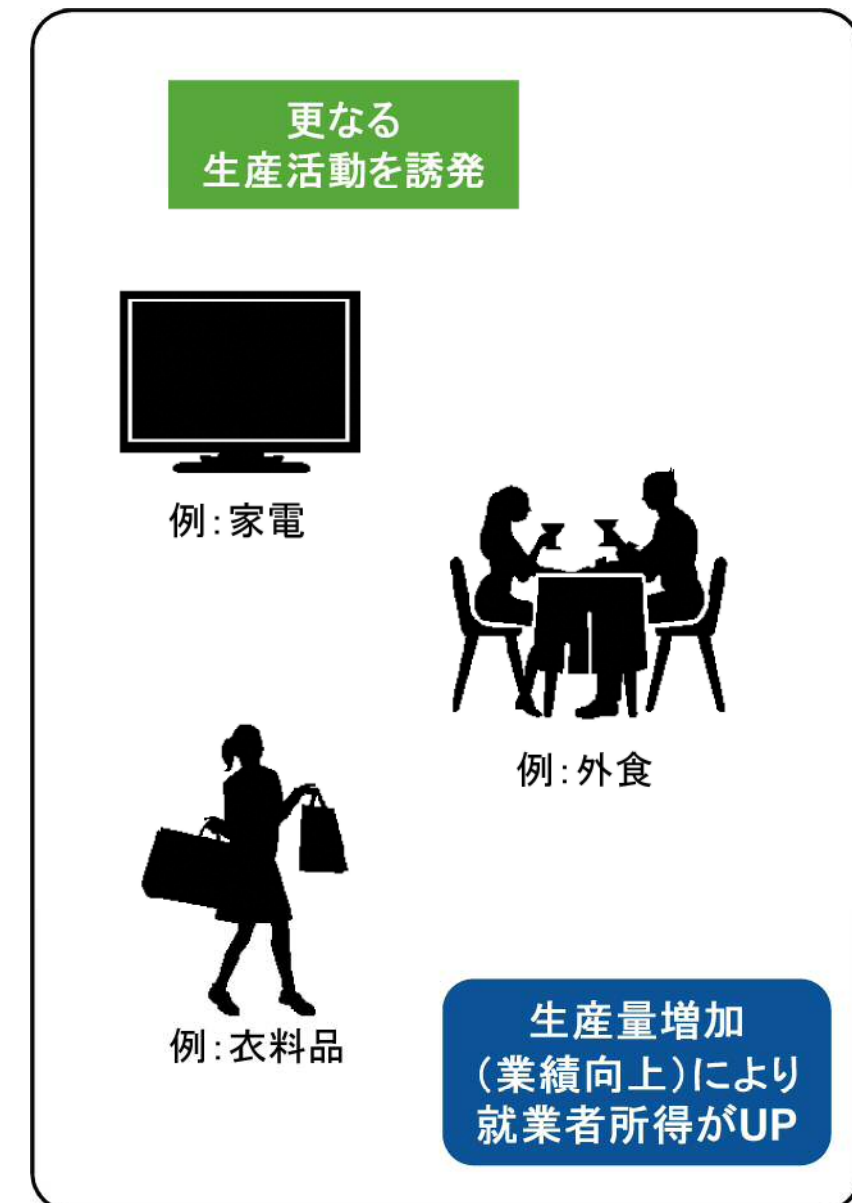 更なる
生産活動を誘発
例:家電
例:外食
例:衣料品
生産量増加
(業績向上)により
就業者所得がUP